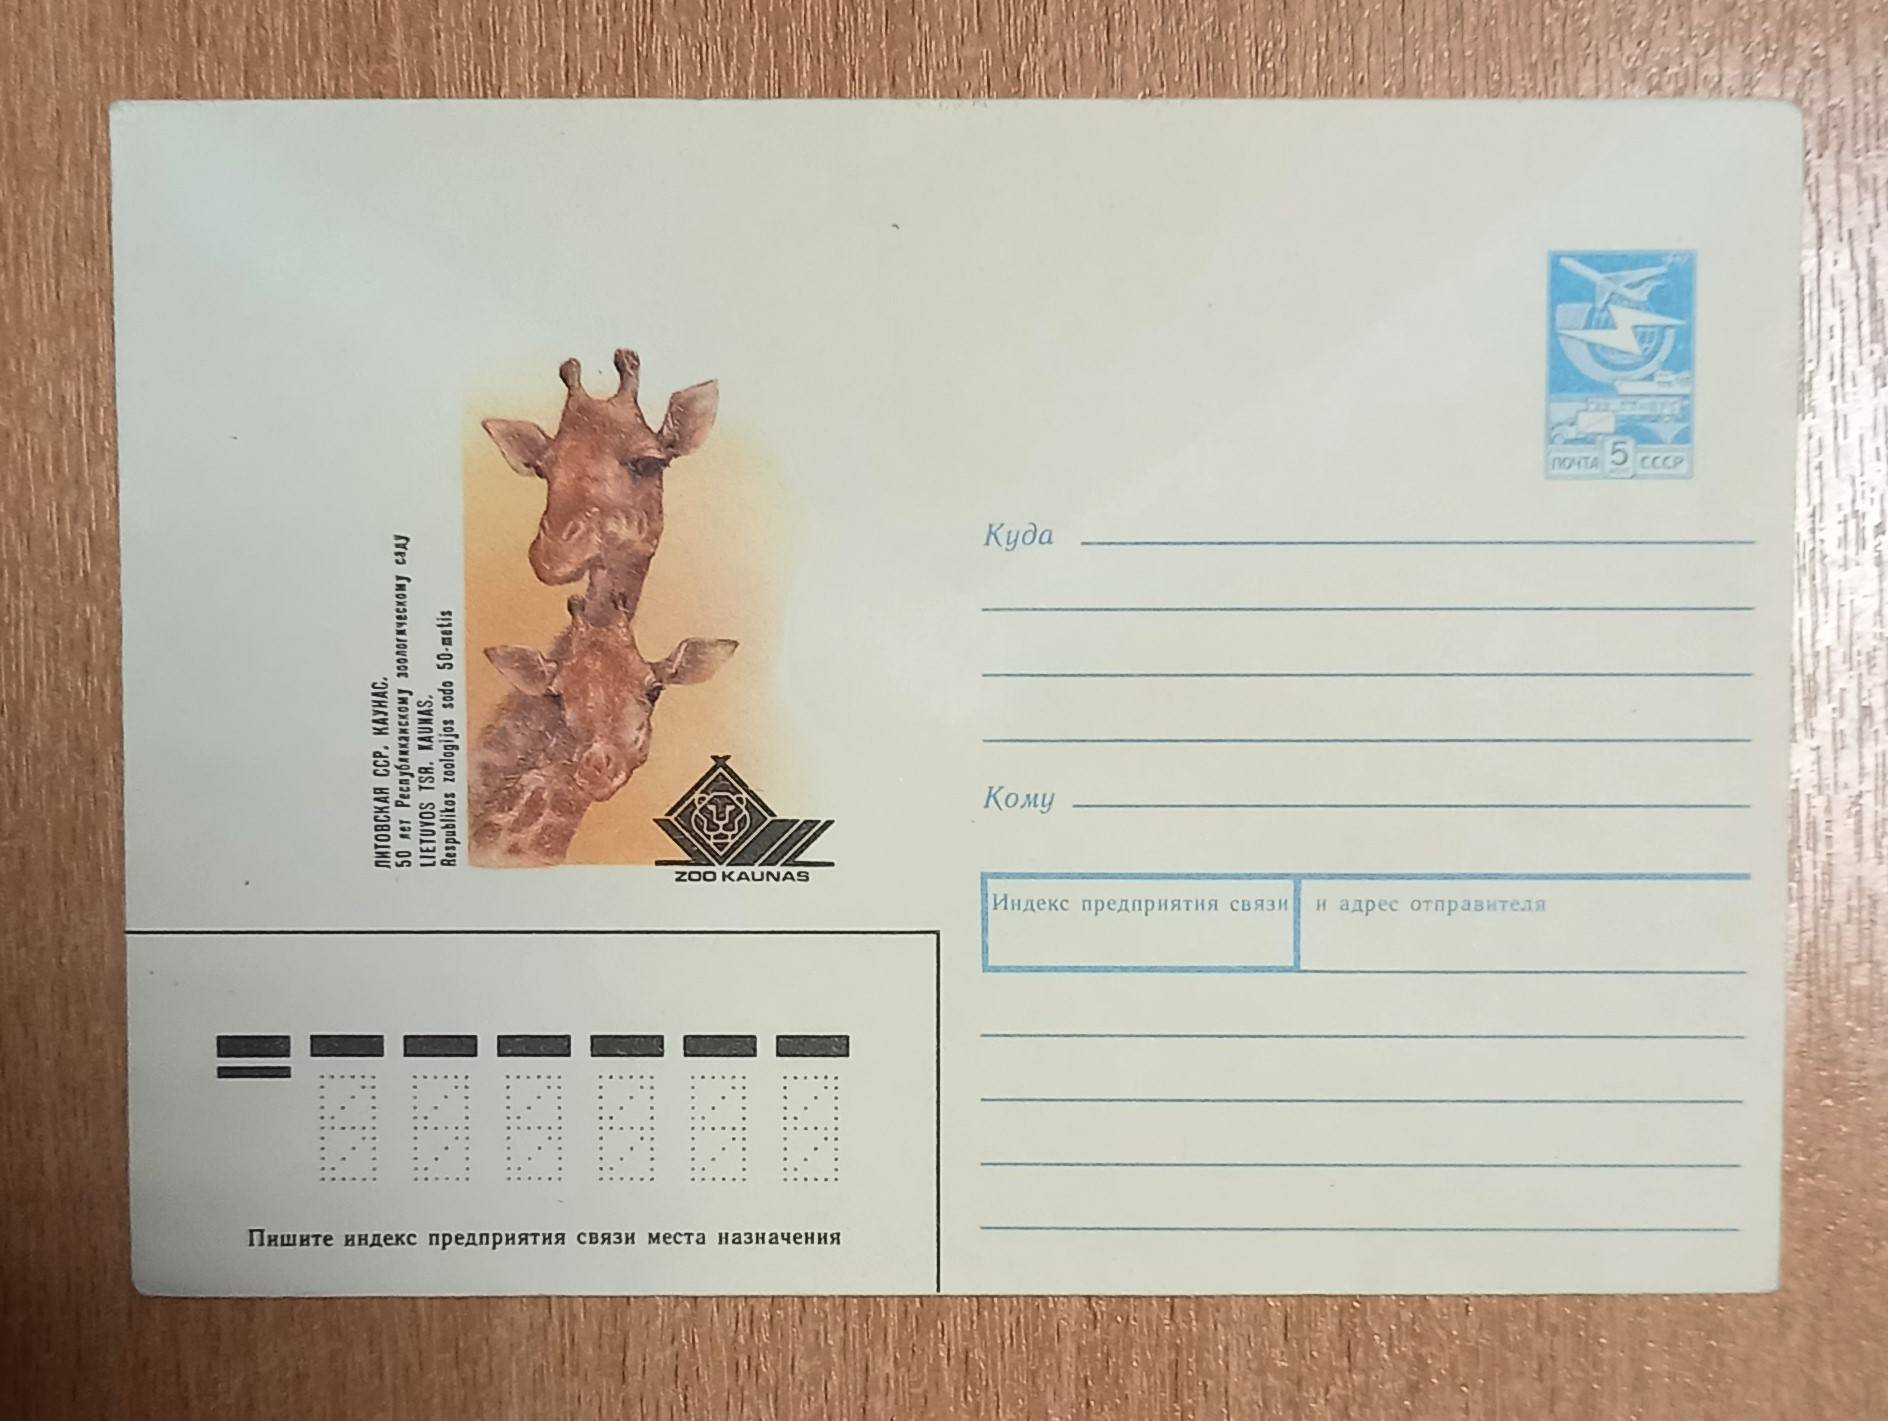 ЛИТОВСКАЯ ССР. КАУНАС.
50 лет Республиканскому зоологическому саду
LIETUVOS TSR. KAUNAS.
Respublikos zoologijos sodo 50-metis
ZOO KAUNAS
ПОЧТА 5 СССР
Куда
Кому
Индекс предприятия связи и адрес отправителя
Пишите индекс предприятия связи места назначения